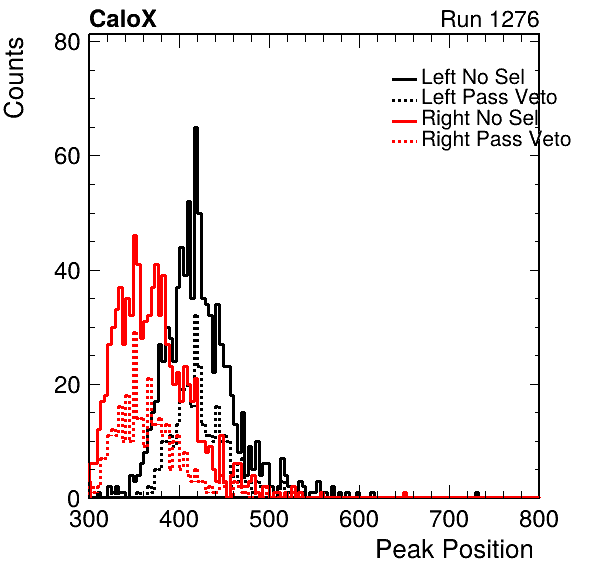 CaloX
Run 1276
Counts
80
60
40
20
0
Left No Sel
Left Pass Veto
Right No Sel
Right Pass Veto
300 400 500 600 700 800
Peak Position